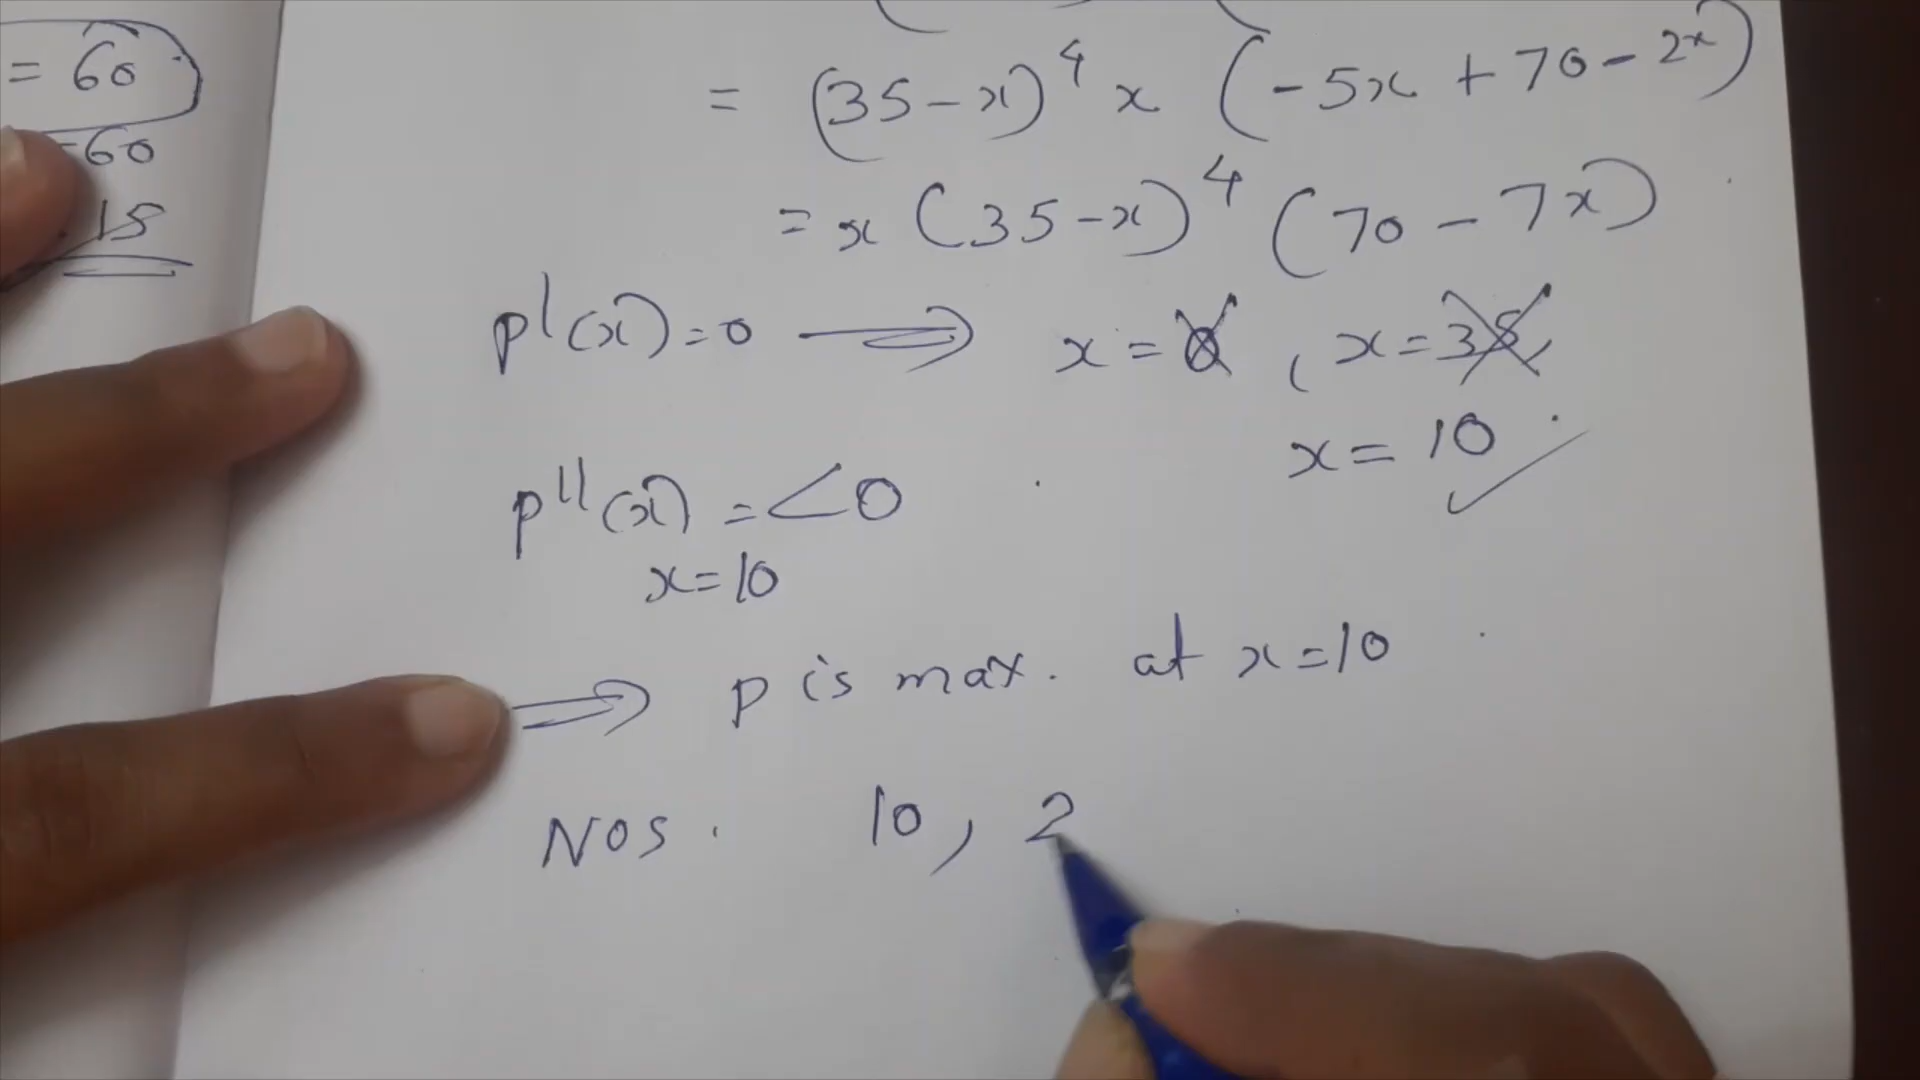 = 60
=60
15
= (35-x)⁴ x (-5x + 70 - 2x)
= x (35-x)⁴ (70 - 7x)
p'(x) = 0 ⟹ x = 0, x = 35,
x = 10
p''(x) = <0
x=10
⟹ p is max. at x=10
NOS. 10, 2